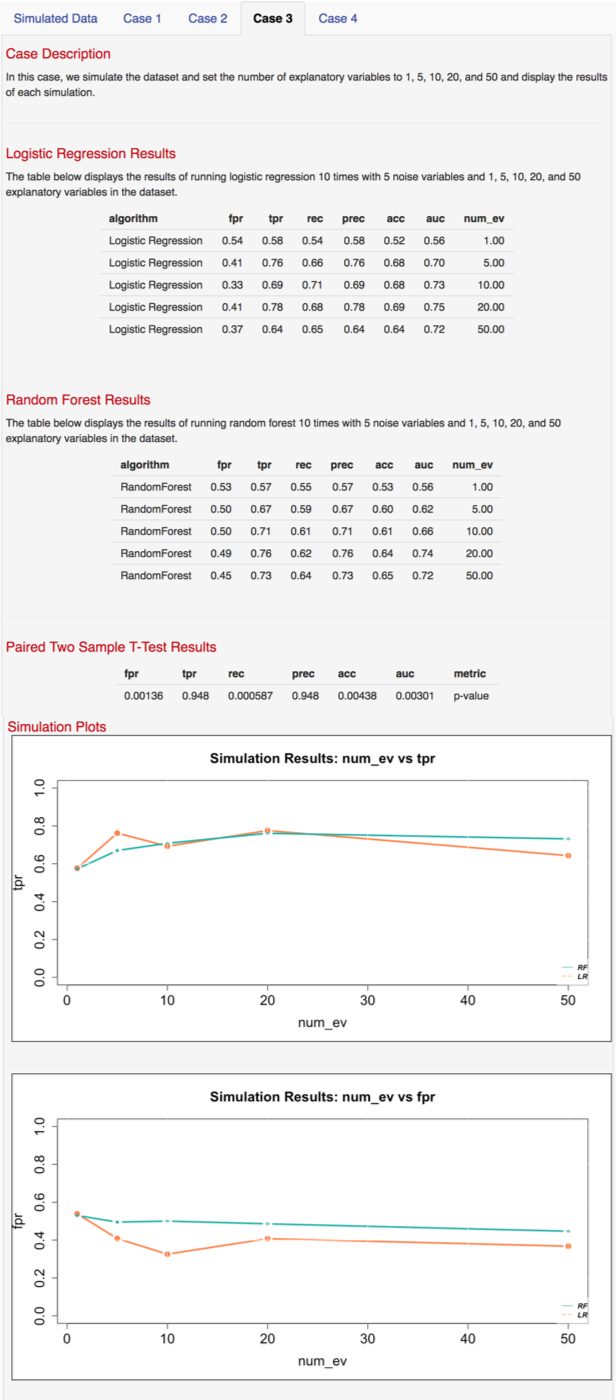 Simulated Data Case 1 Case 2 Case 3 Case 4
Case Description
In this case, we simulate the dataset and set the number of explanatory variables to 1, 5, 10, 20, and 50 and display the results
of each simulation.
Logistic Regression Results
The table below displays the results of running logistic regression 10 times with 5 noise variables and 1, 5, 10, 20, and 50
explanatory variables in the dataset.
algorithm fpr tpr rec prec acc auc num_ev
Logistic Regression 0.54 0.58 0.54 0.58 0.52 0.56 1.00
Logistic Regression 0.41 0.76 0.66 0.76 0.68 0.70 5.00
Logistic Regression 0.33 0.69 0.71 0.69 0.68 0.73 10.00
Logistic Regression 0.41 0.78 0.68 0.78 0.69 0.75 20.00
Logistic Regression 0.37 0.64 0.65 0.64 0.64 0.72 50.00
Random Forest Results
The table below displays the results of running random forest 10 times with 5 noise variables and 1, 5, 10, 20, and 50
explanatory variables in the dataset.
algorithm fpr tpr rec prec acc auc num_ev
RandomForest 0.53 0.57 0.55 0.57 0.53 0.56 1.00
RandomForest 0.50 0.67 0.59 0.67 0.60 0.62 5.00
RandomForest 0.50 0.71 0.61 0.71 0.61 0.66 10.00
RandomForest 0.49 0.76 0.62 0.76 0.64 0.74 20.00
RandomForest 0.45 0.73 0.64 0.73 0.65 0.72 50.00
Paired Two Sample T-Test Results
fpr tpr rec prec acc auc metric
0.00136 0.948 0.000587 0.948 0.00438 0.00301 p-value
Simulation Plots
Simulation Results: num_ev vs tpr
1.0
0.8
0.6
0.4
0.2
0.0
tpr
RF
LR
0 10 20 30 40 50
num_ev
Simulation Results: num_ev vs fpr
1.0
0.8
0.6
0.4
0.2
0.0
fpr
RF
LR
0 10 20 30 40 50
num_ev